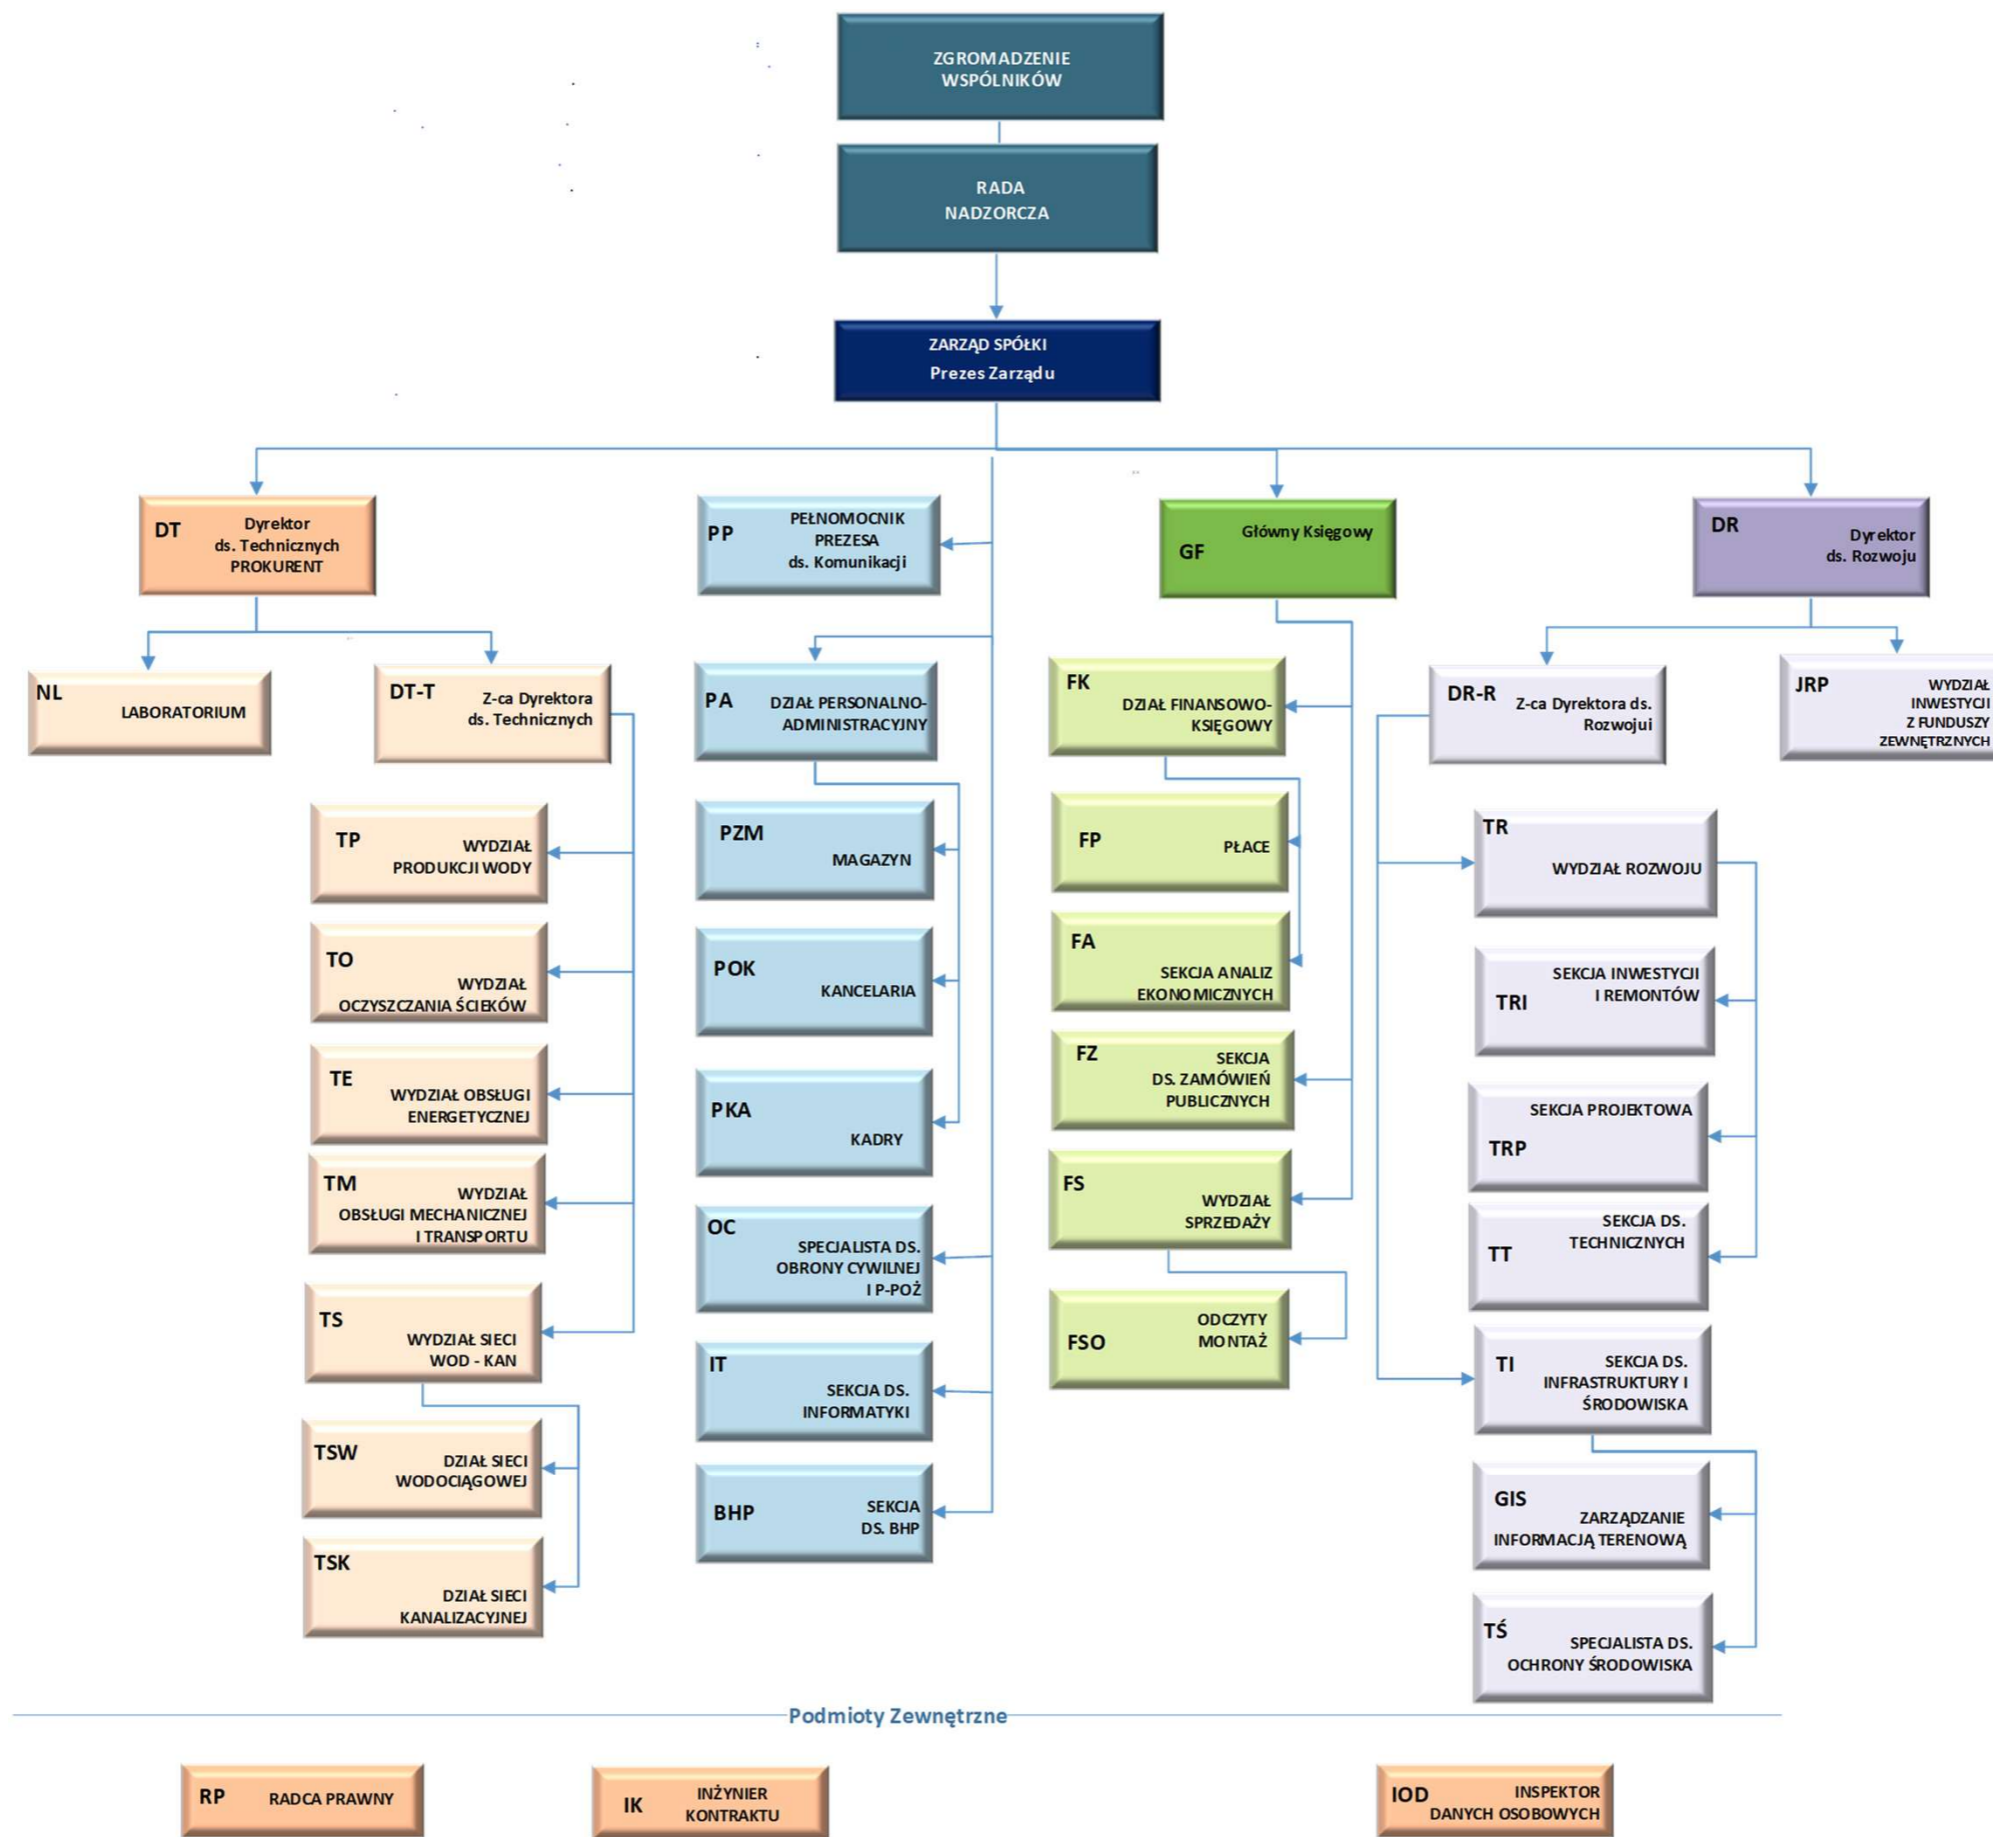 ZGROMADZENIE
WSPÓLNIKÓW
RADA
NADZORCZA
ZARZĄD SPÓŁKI
Prezes Zarządu
DT
Dyrektor
ds. Technicznych
PROKURENT
PP
PEŁNOMOCNIK
PREZESA
ds. Komunikacji
GF
Główny Księgowy
DR
Dyrektor
ds. Rozwoju
NL
LABORATORIUM
DT-T
Z-ca Dyrektora
ds. Technicznych
PA
DZIAŁ PERSONALNO-
ADMINISTRACYJNY
FK
DZIAŁ FINANSOWO-
KSIĘGOWY
DR-R
Z-ca Dyrektora ds.
Rozwojui
JRP
WYDZIAŁ
INWESTYCJI
Z FUNDUSZY
ZEWNĘTRZNYCH
TP
WYDZIAŁ
PRODUKCJI WODY
TO
WYDZIAŁ
OCZYSZCZANIA ŚCIEKÓW
TE
WYDZIAŁ OBSŁUGI
ENERGETYCZNEJ
TM
WYDZIAŁ
OBSŁUGI MECHANICZNEJ
I TRANSPORTU
TS
WYDZIAŁ SIECI
WOD - KAN
TSW
DZIAŁ SIECI
WODOCIĄGOWEJ
TSK
DZIAŁ SIECI
KANALIZACYJNEJ
PZM
MAGAZYN
POK
KANCELARIA
PKA
KADRY
OC
SPECJALISTA DS.
OBRONY CYWILNEJ
I P-POŻ
IT
SEKCJA DS.
INFORMATYKI
BHP
SEKCJA
DS. BHP
FP
PŁACE
FA
SEKCJA ANALIZ
EKONOMICZNYCH
FZ
SEKCJA
DS. ZAMÓWIEŃ
PUBLICZNYCH
FS
WYDZIAŁ
SPRZEDAŻY
FSO
ODCZYTY
MONTAŻ
TR
WYDZIAŁ ROZWOJU
TRI
SEKCJA INWESTYCJI
I REMONTÓW
TRP
SEKCJA PROJEKTOWA
TT
SEKCJA DS.
TECHNICZNYCH
TI
SEKCJA DS.
INFRASTRUKTURY I
ŚRODOWISKA
GIS
ZARZĄDZANIE
INFORMACJĄ TERENOWĄ
TŚ
SPECJALISTA DS.
OCHRONY ŚRODOWISKA
Podmioty Zewnętrzne
RP
RADCA PRAWNY
IK
INŻYNIER
KONTRAKTU
IOD
INSPEKTOR
DANYCH OSOBOWYCH